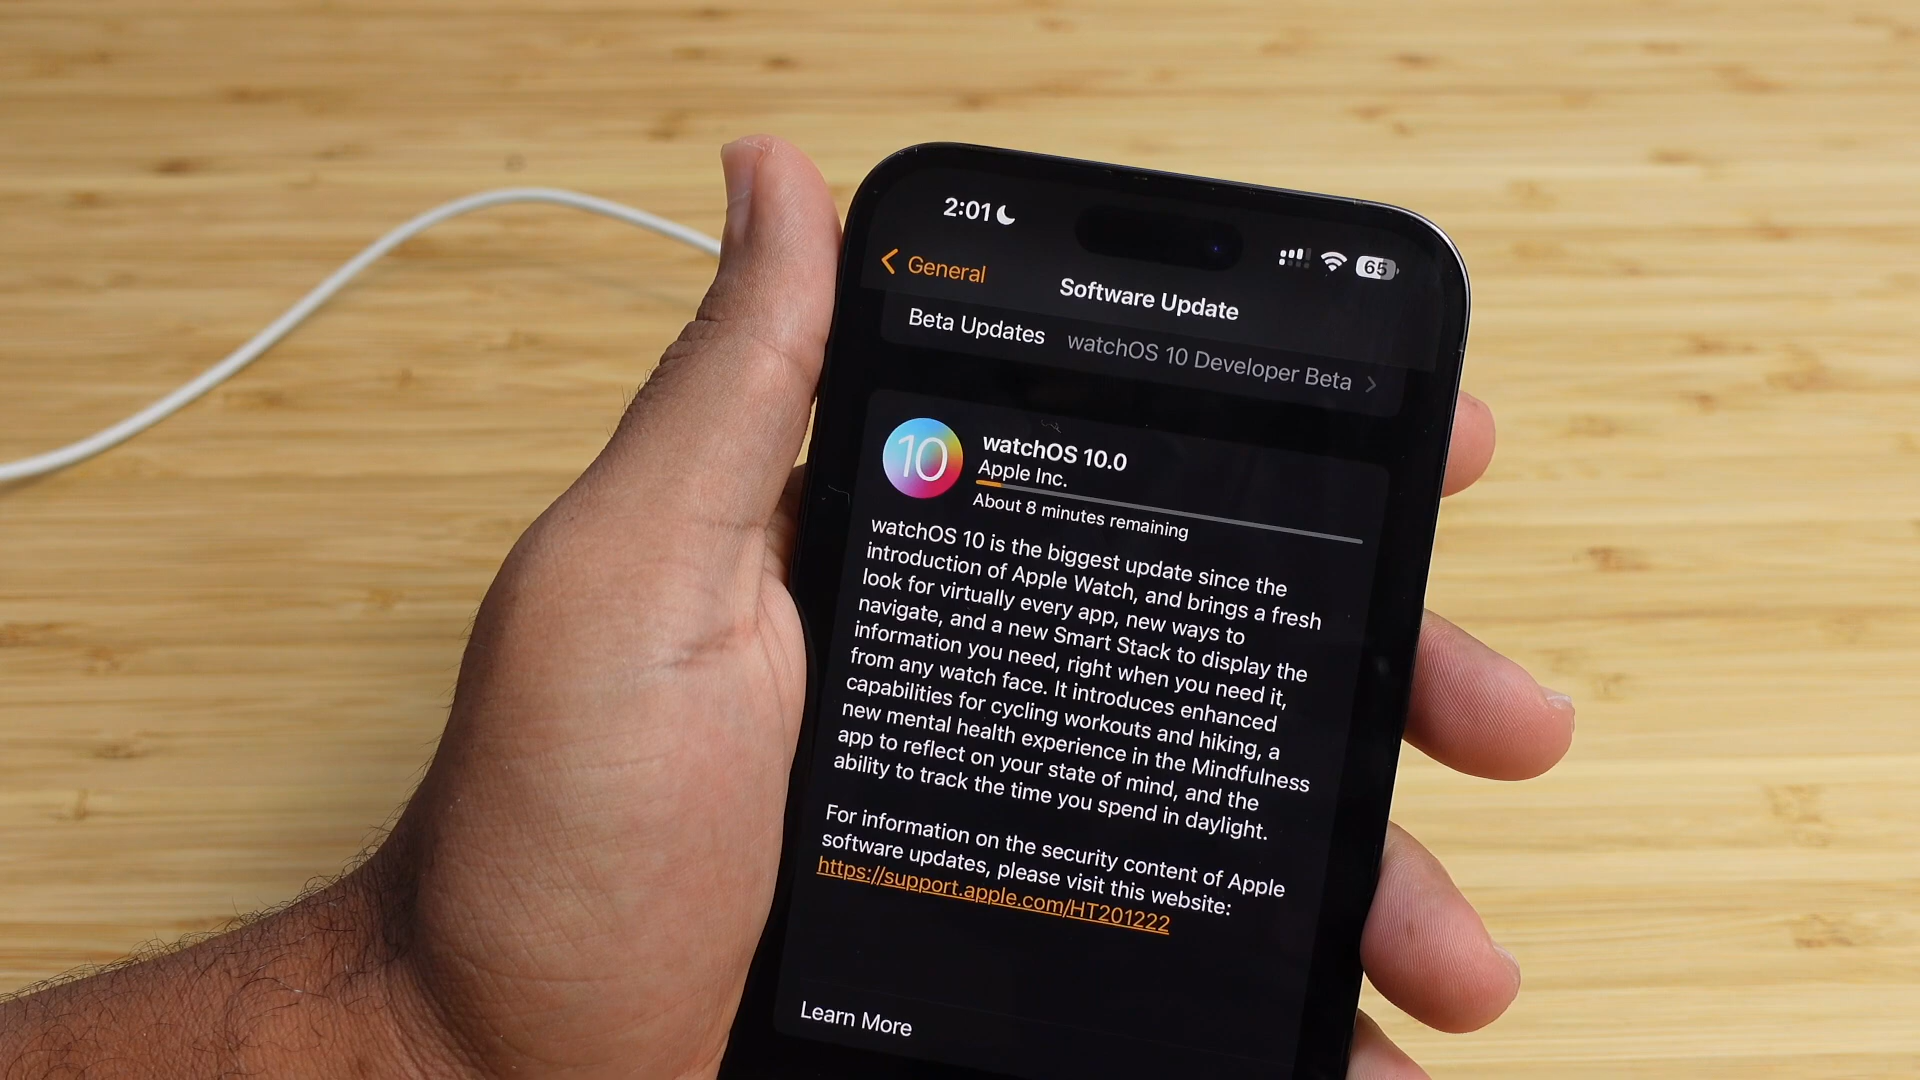 2:01
65
General
Software Update
Beta Updates watchOS 10 Developer Beta
10
watchOS 10.0
Apple Inc.
About 8 minutes remaining
watchOS 10 is the biggest update since the
introduction of Apple Watch, and brings a fresh
look for virtually every app, new ways to
navigate, and a new Smart Stack to display the
information you need, right when you need it,
from any watch face. It introduces enhanced
capabilities for cycling workouts and hiking, a
new mental health experience in the Mindfulness
app to reflect on your state of mind, and the
ability to track the time you spend in daylight.
For information on the security content of Apple
software updates, please visit this website:
https://support.apple.com/HT201222
Learn More